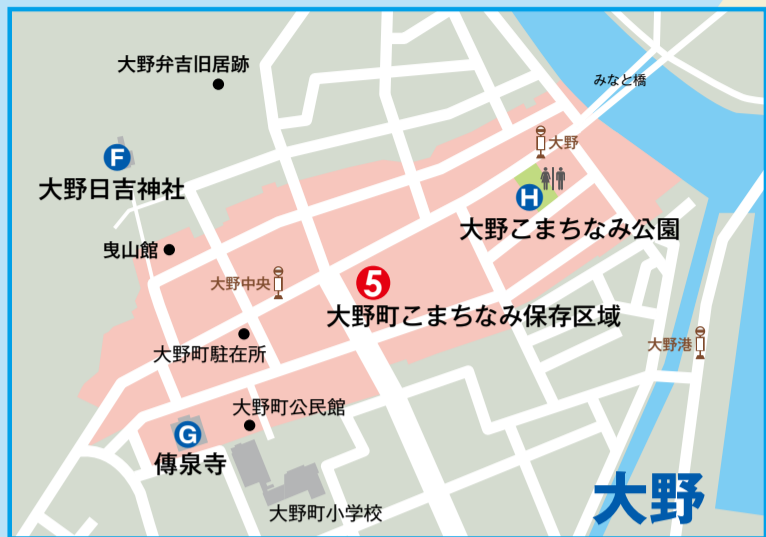 みなと橋
大野弁吉旧居跡
大野
F
大野日吉神社
H
大野こまちなみ公園
曳山館
大野中央
5
大野町こまちなみ保存区域
大野港
大野町駐在所
大野町公民館
G
傳泉寺
大野町小学校
大野